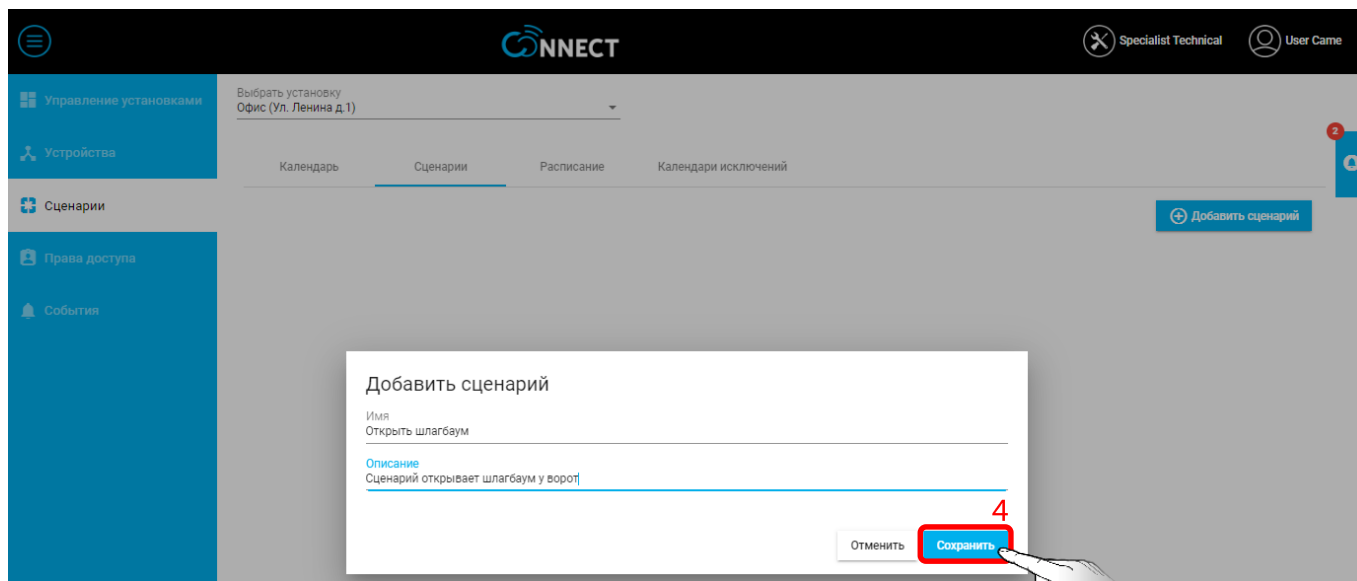 CONNECT
Specialist Technical
User Came
Управление установками
Устройства
Сценарии
Права доступа
События
Выбрать установку
Офис (Ул. Ленина д.1)
2
Календарь
Сценарии
Расписание
Календари исключений
Добавить сценарий
Добавить сценарий
Имя
Открыть шлагбаум
Описание
Сценарий открывает шлагбаум у ворот
4
Отменить
Сохранить